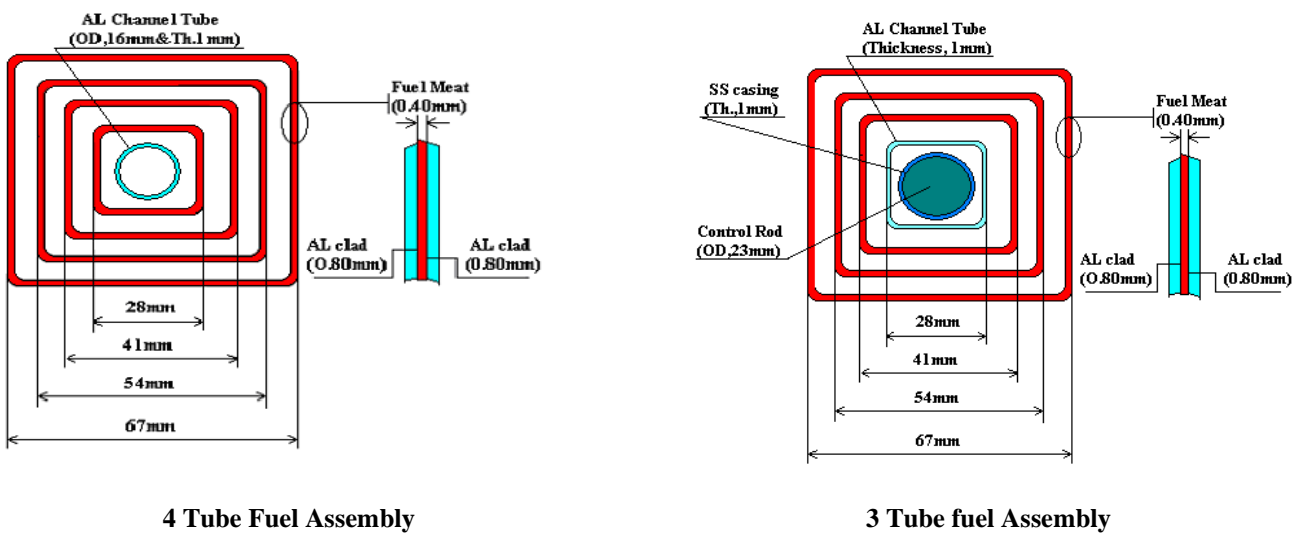 AL Channel Tube
(OD,16mm&Th.1 mm)
Fuel Meat
(0.40mm)
AL clad
(O.80mm)
AL clad
(0.80mm)
28mm
41mm
54mm
67mm
4 Tube Fuel Assembly
AL Channel Tube
(Thickness, 1mm)
SS casing
(Th.,1mm)
Fuel Meat
(0.40mm)
Control Rod
(OD,23mm)
AL clad
(O.80mm)
AL clad
(0.80mm)
28mm
41mm
54mm
67mm
3 Tube fuel Assembly